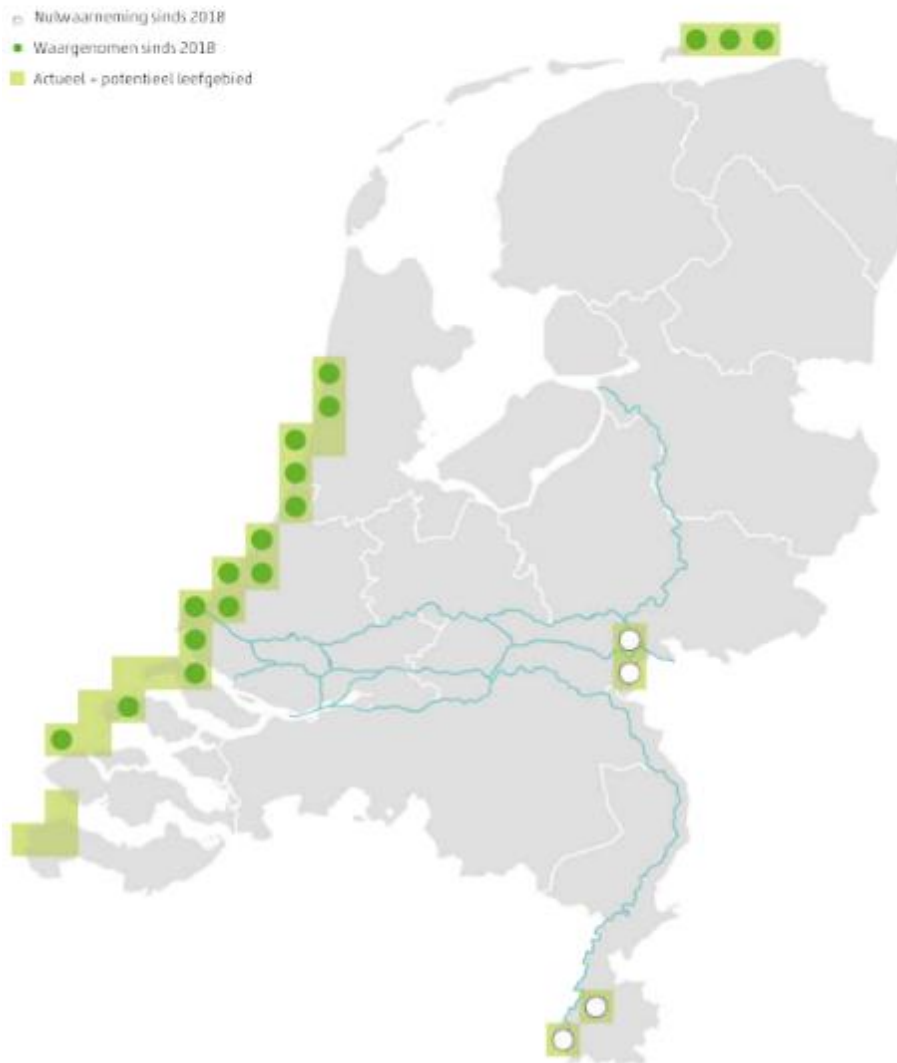 Nulwaarneming sinds 2018
Waargenomen sinds 2018
Actueel + potentieel leefgebied